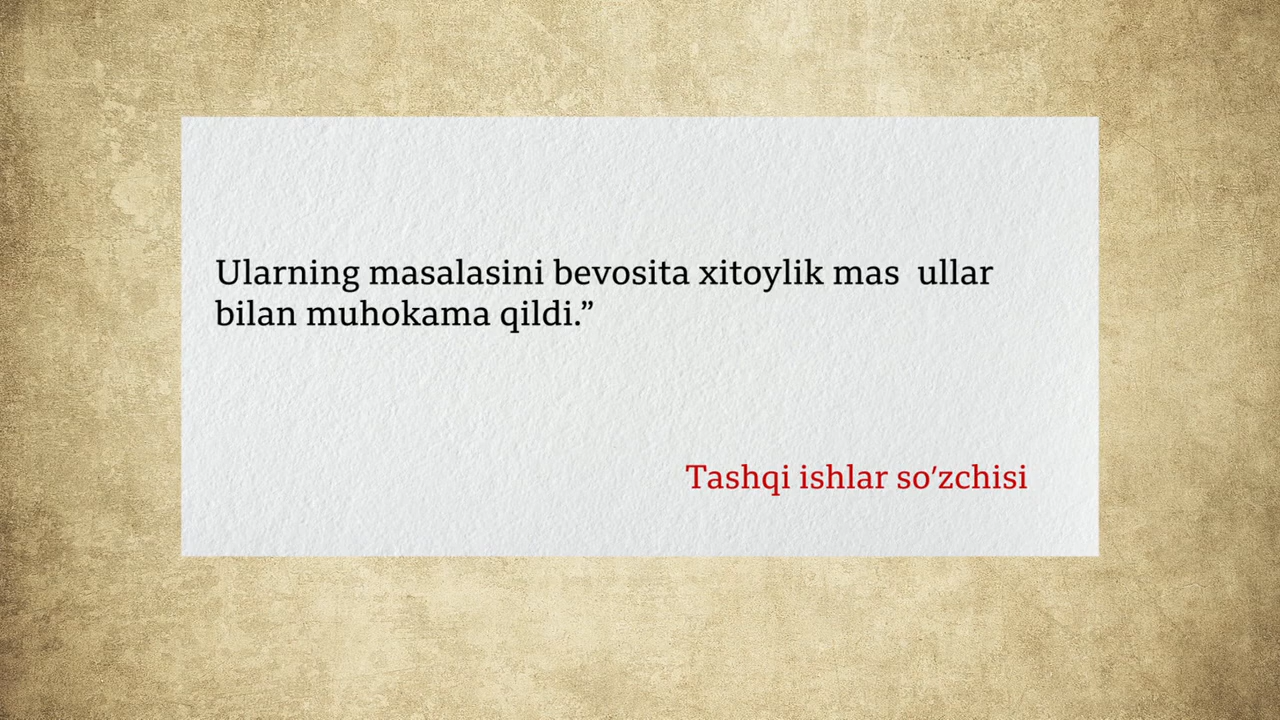 Ularning masalasini bevosita xitoylik mas  ullar
bilan muhokama qildi.”
Tashqi ishlar so’zchisi